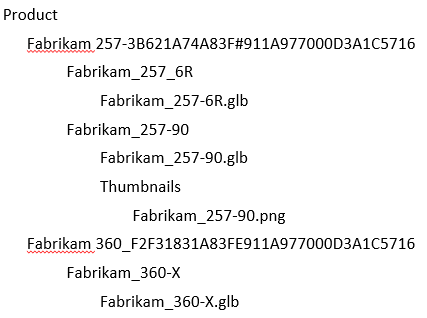 Product
Fabrikam 257-3B621A74A83F#911A977000D3A1C5716
Fabrikam_257_6R
Fabrikam_257-6R.glb
Fabrikam_257-90
Fabrikam_257-90.glb
Thumbnails
Fabrikam_257-90.png
Fabrikam 360_F2F31831A83FE911A977000D3A1C5716
Fabrikam_360-X
Fabrikam_360-X.glb